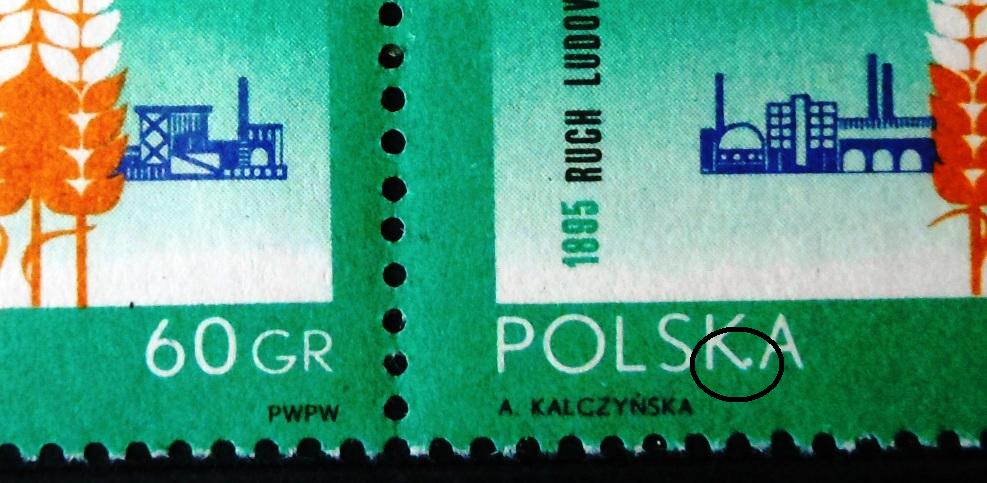 60 GR
PWPW
1895 RUCH LUDOW
POLSKA
A. KALCZYŃSKA